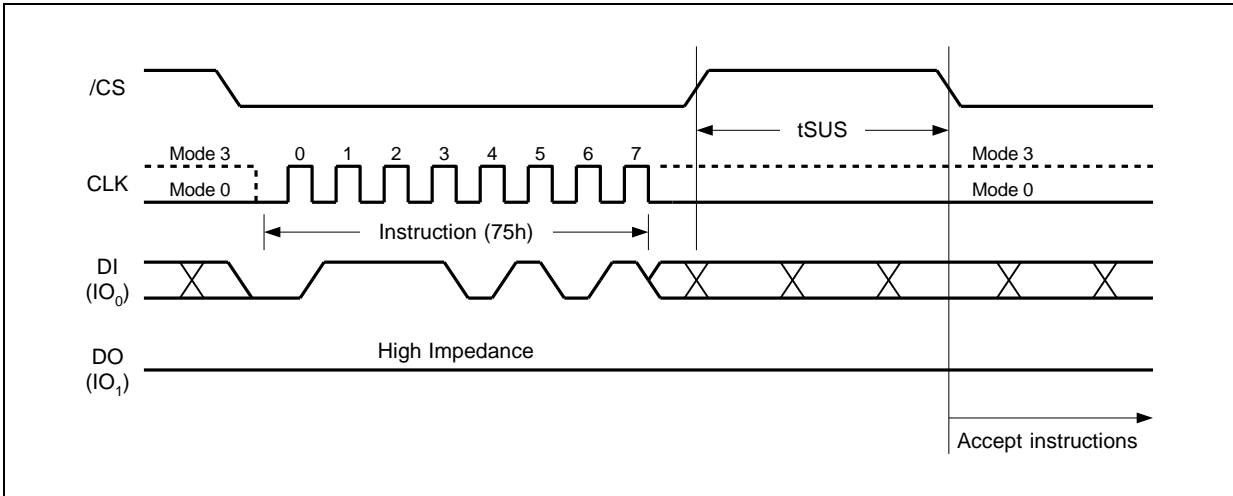 /CS
tSUS
Mode 3 0 1 2 3 4 5 6 7 Mode 3
CLK
Mode 0 Mode 0
Instruction (75h)
DI
(IO0)
High Impedance
DO
(IO1)
Accept instructions